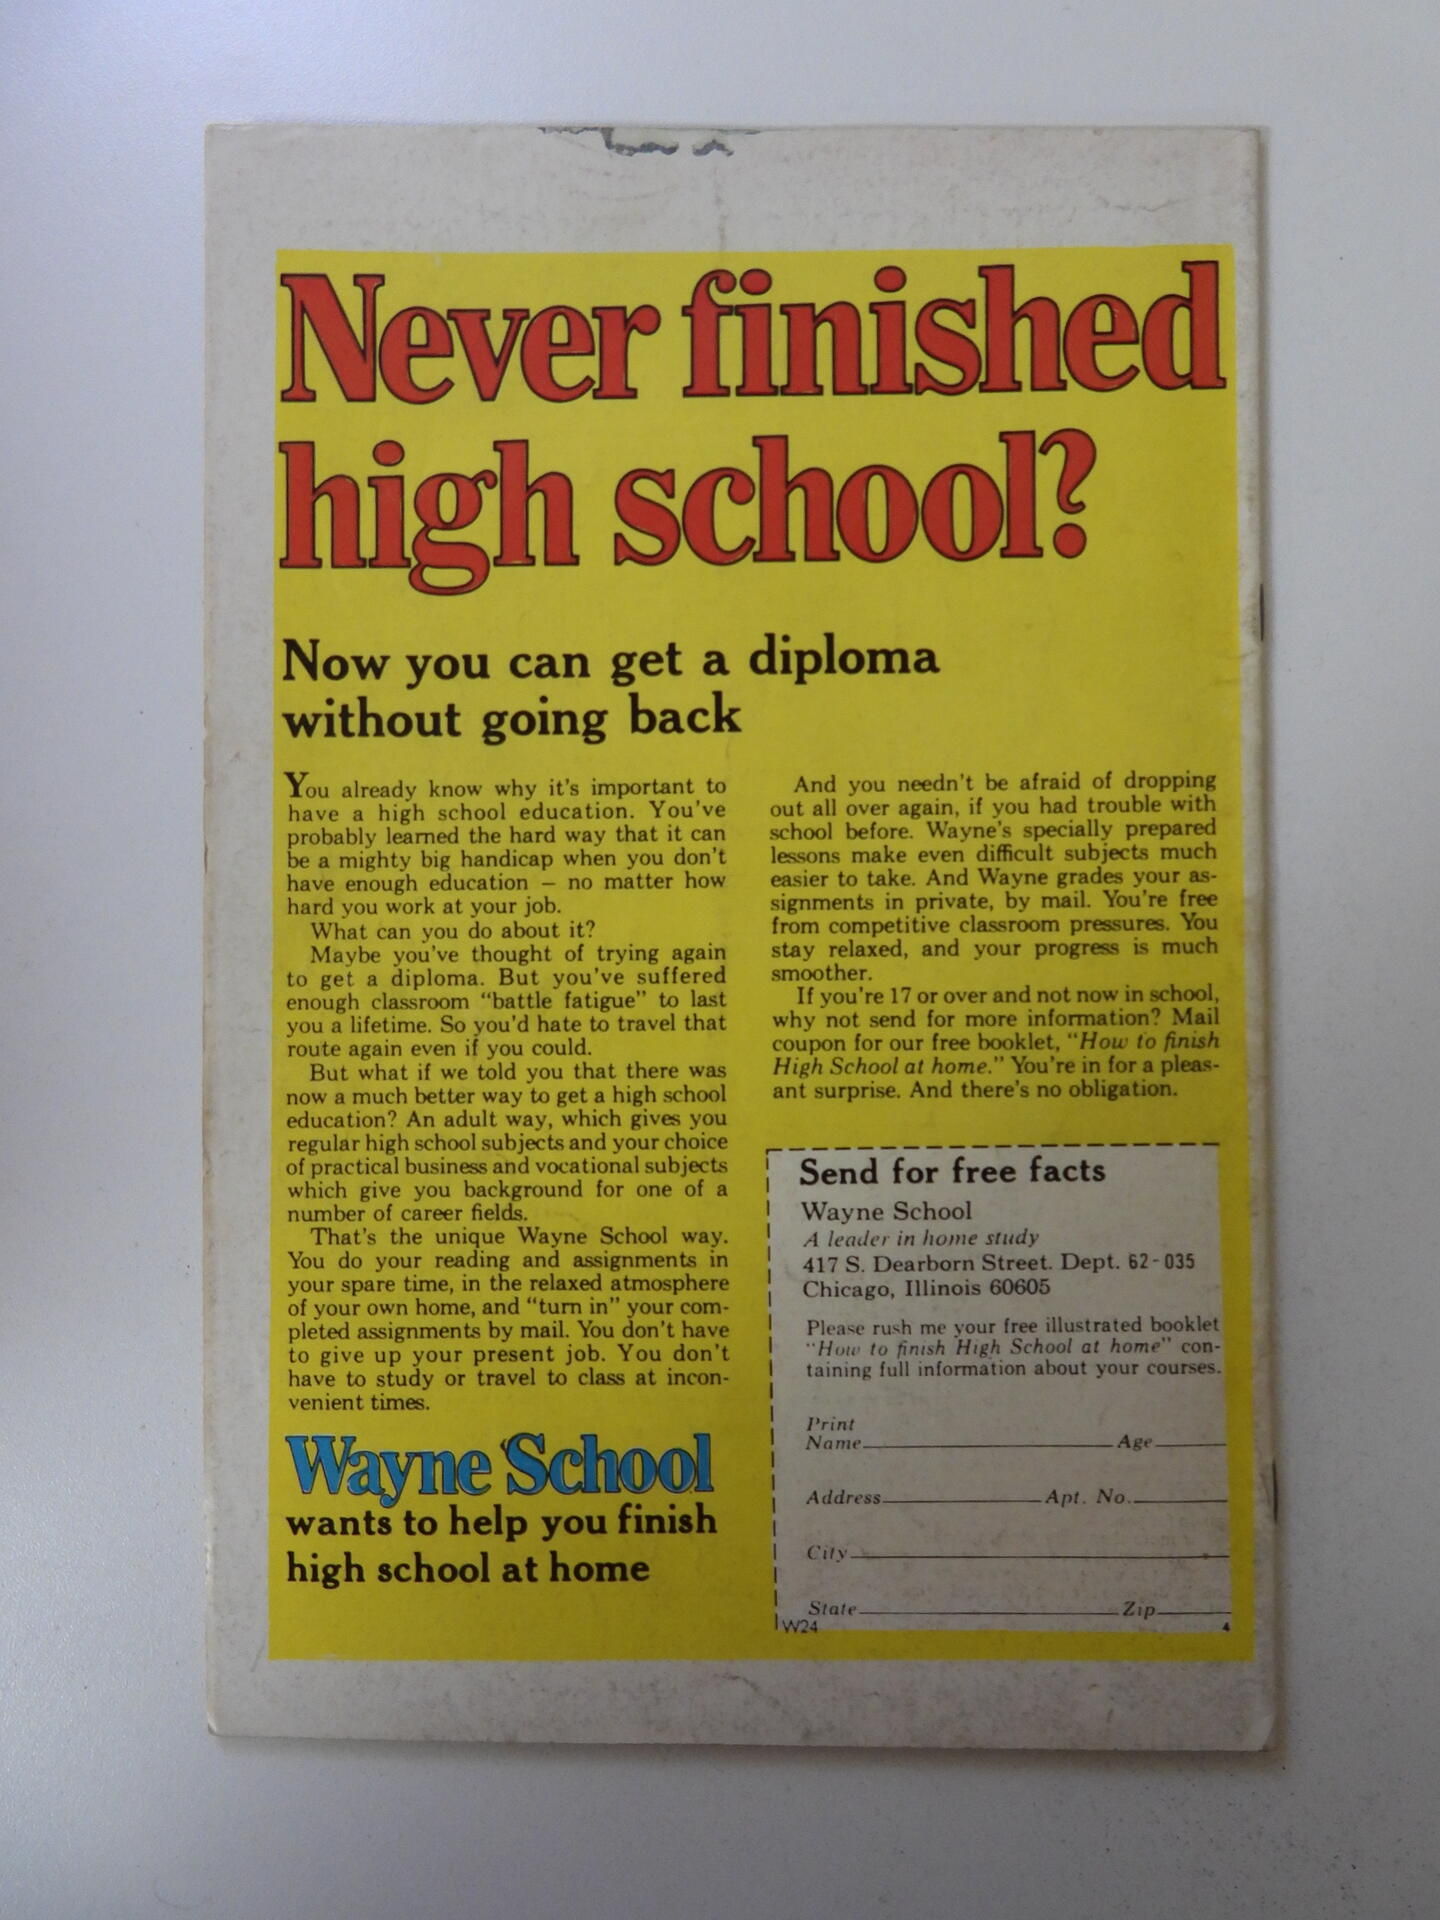 Never finished
high school?
Now you can get a diploma
without going back
You already know why it's important to
have a high school education. You've
probably learned the hard way that it can
be a mighty big handicap when you don't
have enough education – no matter how
hard you work at your job.
What can you do about it?
Maybe you've thought of trying again
to get a diploma. But you've suffered
enough classroom "battle fatigue" to last
you a lifetime. So you'd hate to travel that
route again even if you could.
But what if we told you that there was
now a much better way to get a high school
education? An adult way, which gives you
regular high school subjects and your choice
of practical business and vocational subjects
which give you background for one of a
number of career fields.
That's the unique Wayne School way.
You do your reading and assignments in
your spare time, in the relaxed atmosphere
of your own home, and "turn in" your com-
pleted assignments by mail. You don't have
to give up your present job. You don't
have to study or travel to class at incon-
venient times.
Wayne School
wants to help you finish
high school at home
And you needn't be afraid of dropping
out all over again, if you had trouble with
school before. Wayne's specially prepared
lessons make even difficult subjects much
easier to take. And Wayne grades your as-
signments in private, by mail. You're free
from competitive classroom pressures. You
stay relaxed, and your progress is much
smoother.
If you're 17 or over and not now in school,
why not send for more information? Mail
coupon for our free booklet, "How to finish
High School at home." You're in for a pleas-
ant surprise. And there's no obligation.
Send for free facts
Wayne School
A leader in home study
417 S. Dearborn Street. Dept. 62-035
Chicago, Illinois 60605
Please rush me your free illustrated booklet
"How to finish High School at home" con-
taining full information about your courses.
Print
Name Age
Address Apt. No.
City
State Zip
W24 4